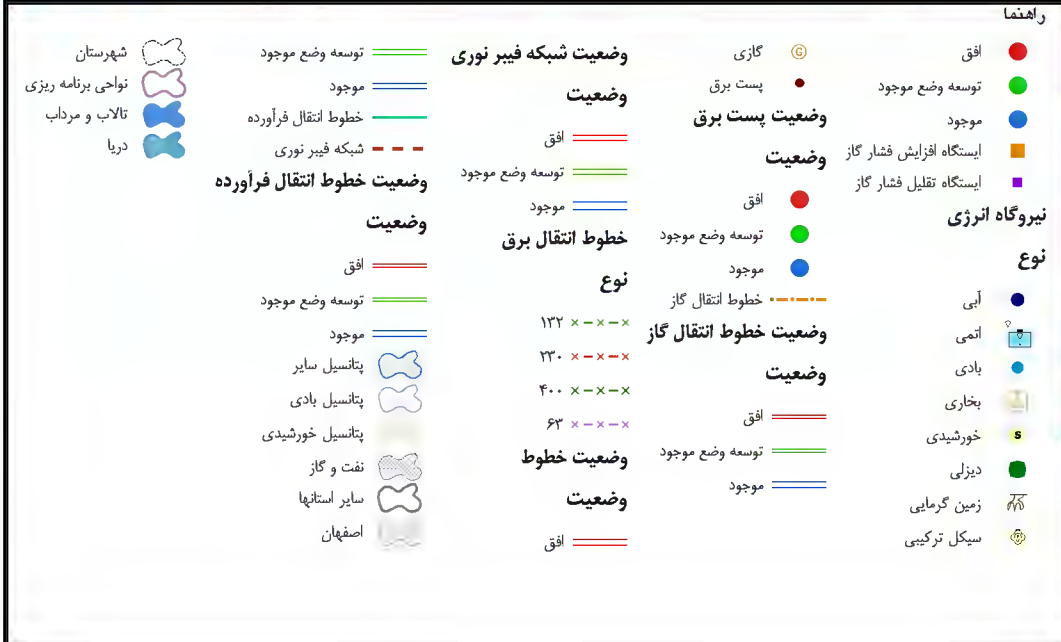 راهنما
افق
توسعه وضع موجود
موجود
ایستگاه افزایش فشار گاز
ایستگاه تقلیل فشار گاز
نیروگاه انرژی
نوع
آبی
اتمی
بادی
بخاری
خورشیدی
S
دیزلی
زمین گرمایی
سیکل ترکیبی
گازی
G
پست برق
وضعیت پست برق
وضعیت
افق
توسعه وضع موجود
موجود
خطوط انتقال گاز
وضعیت خطوط انتقال گاز
وضعیت
افق
توسعه وضع موجود
موجود
وضعیت شبکه فیبر نوری
وضعیت
افق
توسعه وضع موجود
موجود
خطوط انتقال برق
نوع
۱۳۲
۲۳۰
۴۰۰
۶۳
وضعیت خطوط
وضعیت
افق
توسعه وضع موجود
موجود
خطوط انتقال فرآورده
شبکه فیبر نوری
وضعیت خطوط انتقال فرآورده
وضعیت
افق
توسعه وضع موجود
موجود
پتانسیل سایر
پتانسیل بادی
پتانسیل خورشیدی
نفت و گاز
سایر استانها
اصفهان
شهرستان
نواحی برنامه ریزی
تالاب و مرداب
دریا